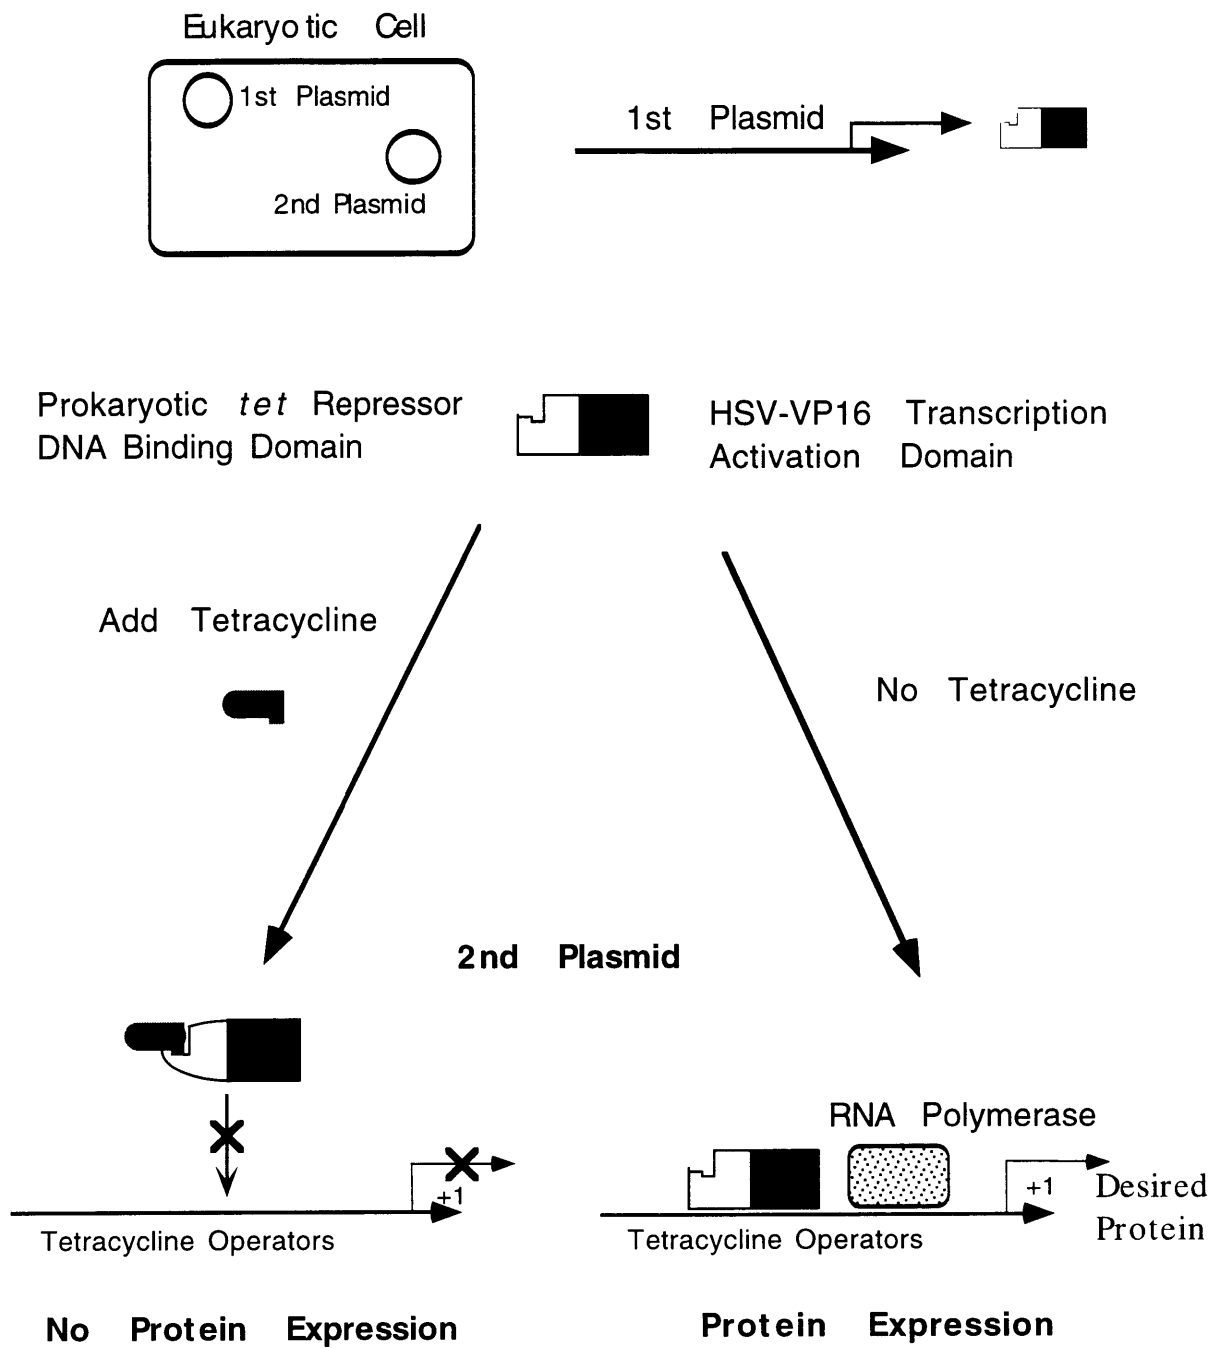 Eukaryotic Cell
1st Plasmid
2nd Plasmid
1st Plasmid
Prokaryotic tet Repressor
DNA Binding Domain
HSV-VP16 Transcription
Activation Domain
Add Tetracycline
No Tetracycline
2nd Plasmid
+1
Tetracycline Operators
No Protein Expression
RNA Polymerase
+1
Desired
Protein
Tetracycline Operators
Protein Expression